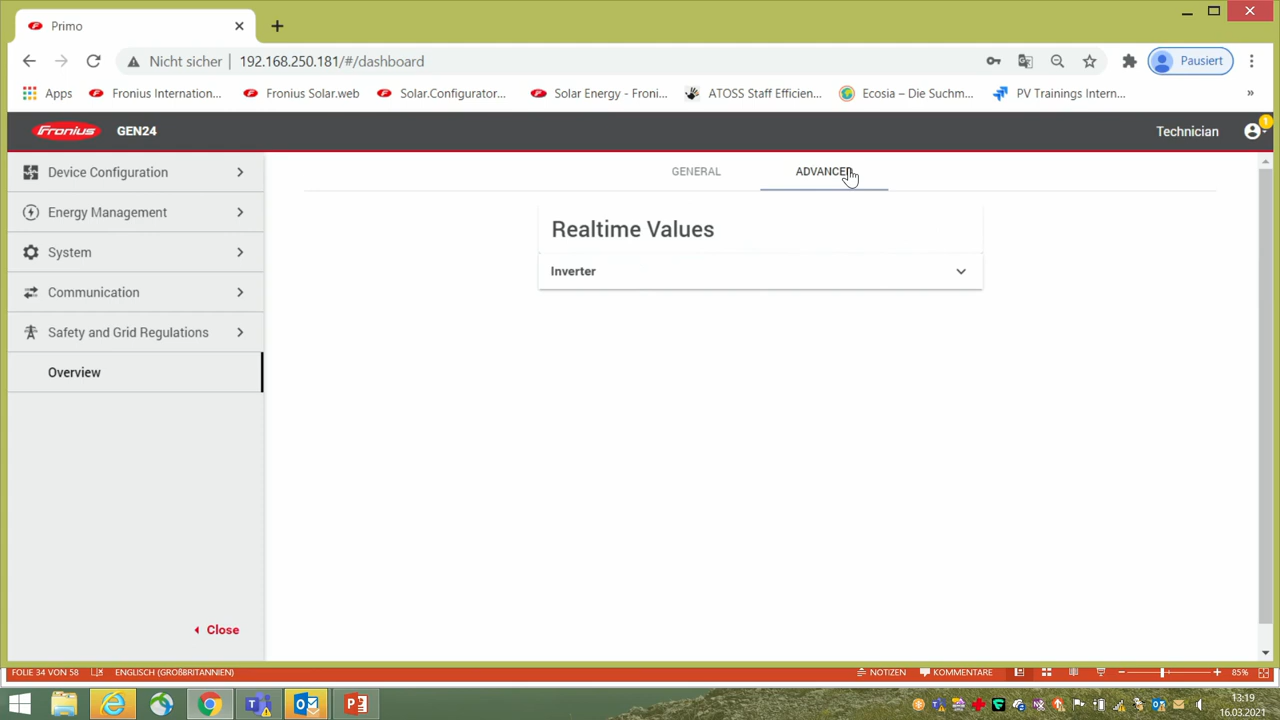 Primo
Nicht sicher 192.168.250.181/#/dashboard
Pausiert
Apps Fronius Internation... Fronius Solar.web Solar.Configurator... Solar Energy - Froni... ATOSS Staff Efficien... Ecosia – Die Suchm... PV Trainings Intern... »
Fronius GEN24 Technician 1
Device Configuration
Energy Management
System
Communication
Safety and Grid Regulations
Overview
Close
GENERAL ADVANCED
Realtime Values
Inverter
FOLIE 34 VON 58 ENGLISCH (GROßBRITANNIEN) NOTIZEN KOMMENTARE 85%
13:19
16.03.2021